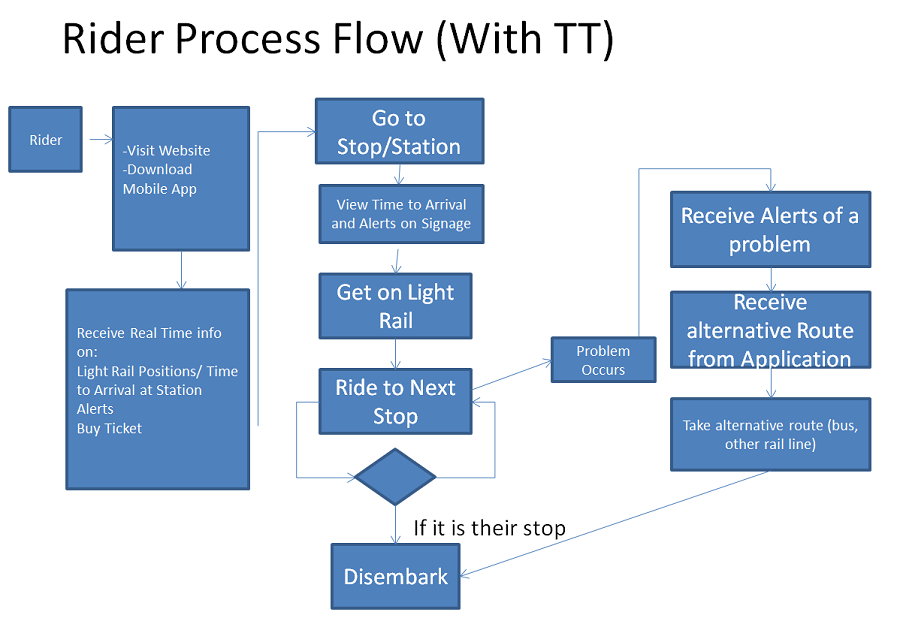 Rider Process Flow (With TT)
Rider
-Visit Website
-Download
Mobile App
Receive Real Time info
on:
Light Rail Positions/ Time
to Arrival at Station
Alerts
Buy Ticket
Go to
Stop/Station
View Time to Arrival
and Alerts on Signage
Get on Light
Rail
Ride to Next
Stop
If it is their stop
Disembark
Problem
Occurs
Receive Alerts of a
problem
Receive
alternative Route
from Application
Take alternative route (bus,
other rail line)